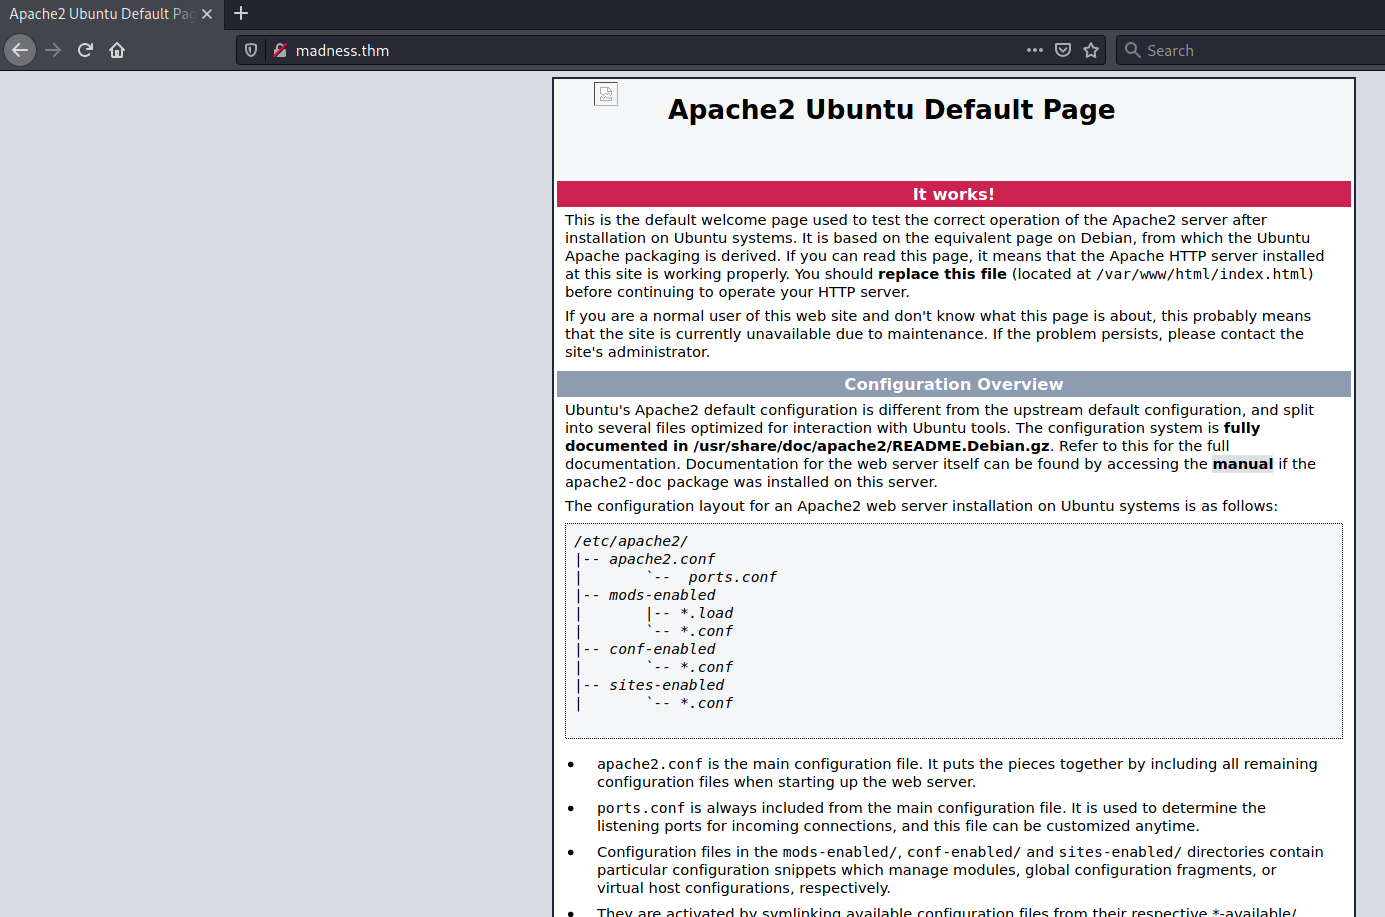 Apache2 Ubuntu Default Pag
madness.thm
Search
Apache2 Ubuntu Default Page
It works!
This is the default welcome page used to test the correct operation of the Apache2 server after
installation on Ubuntu systems. It is based on the equivalent page on Debian, from which the Ubuntu
Apache packaging is derived. If you can read this page, it means that the Apache HTTP server installed
at this site is working properly. You should replace this file (located at /var/www/html/index.html)
before continuing to operate your HTTP server.
If you are a normal user of this web site and don't know what this page is about, this probably means
that the site is currently unavailable due to maintenance. If the problem persists, please contact the
site's administrator.
Configuration Overview
Ubuntu's Apache2 default configuration is different from the upstream default configuration, and split
into several files optimized for interaction with Ubuntu tools. The configuration system is fully
documented in /usr/share/doc/apache2/README.Debian.gz. Refer to this for the full
documentation. Documentation for the web server itself can be found by accessing the manual if the
apache2-doc package was installed on this server.
The configuration layout for an Apache2 web server installation on Ubuntu systems is as follows:
/etc/apache2/
|-- apache2.conf
|       `--  ports.conf
|-- mods-enabled
|       |-- *.load
|       `-- *.conf
|-- conf-enabled
|       `-- *.conf
|-- sites-enabled
|       `-- *.conf
• apache2.conf is the main configuration file. It puts the pieces together by including all remaining
configuration files when starting up the web server.
• ports.conf is always included from the main configuration file. It is used to determine the
listening ports for incoming connections, and this file can be customized anytime.
• Configuration files in the mods-enabled/, conf-enabled/ and sites-enabled/ directories contain
particular configuration snippets which manage modules, global configuration fragments, or
virtual host configurations, respectively.
• They are activated by symlinking available configuration files from their respective *-available/